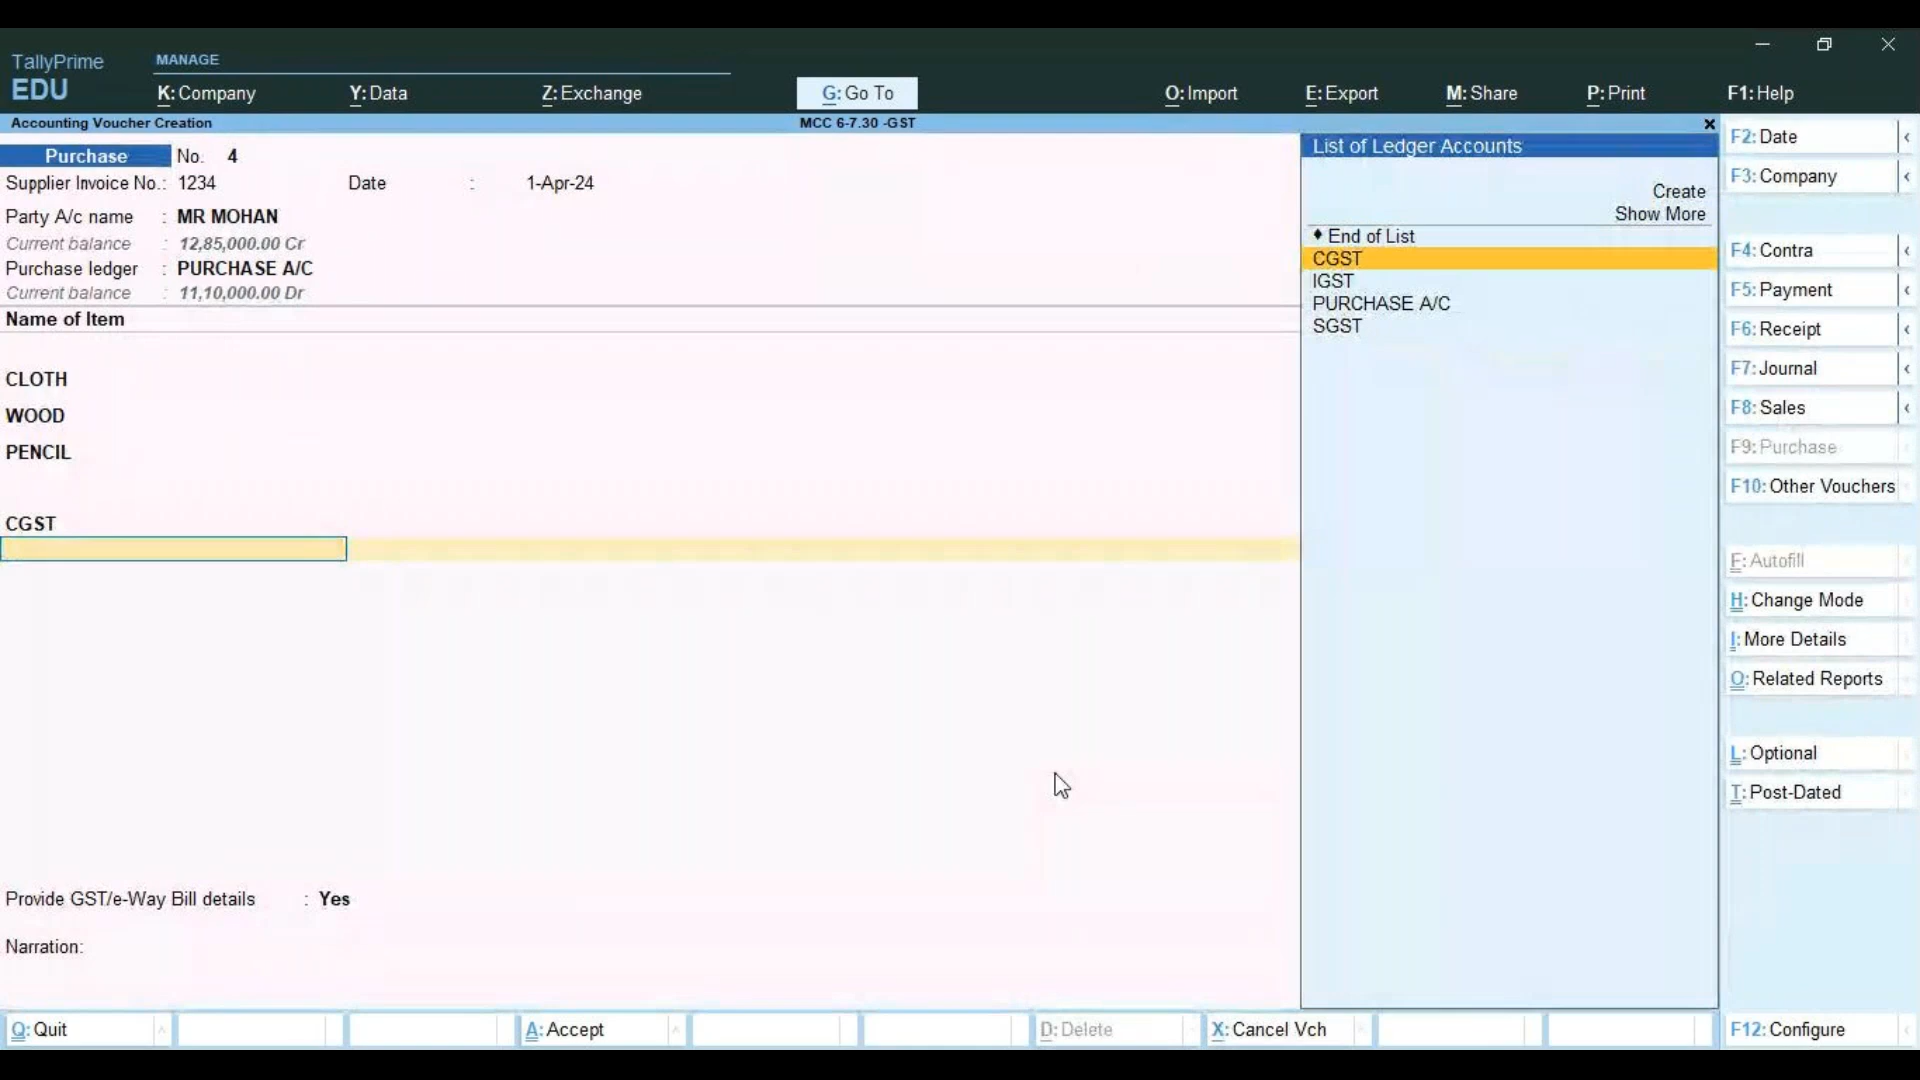 TallyPrime
EDU
MANAGE
K: Company
Y: Data
Z: Exchange
G: Go To
O: Import
E: Export
M: Share
P: Print
F1: Help
Accounting Voucher Creation
MCC 6-7.30 -GST
Purchase No. 4
Supplier Invoice No.: 1234 Date : 1-Apr-24
Party A/c name : MR MOHAN
Current balance : 12,85,000.00 Cr
Purchase ledger : PURCHASE A/C
Current balance : 11,10,000.00 Dr
Name of Item
CLOTH
WOOD
PENCIL
CGST
Provide GST/e-Way Bill details : Yes
Narration:
List of Ledger Accounts
Create
Show More
♦ End of List
CGST
IGST
PURCHASE A/C
SGST
F2: Date
F3: Company
F4: Contra
F5: Payment
F6: Receipt
F7: Journal
F8: Sales
F9: Purchase
F10: Other Vouchers
F: Autofill
H: Change Mode
I: More Details
O: Related Reports
L: Optional
T: Post-Dated
Q: Quit
A: Accept
D: Delete
X: Cancel Vch
F12: Configure